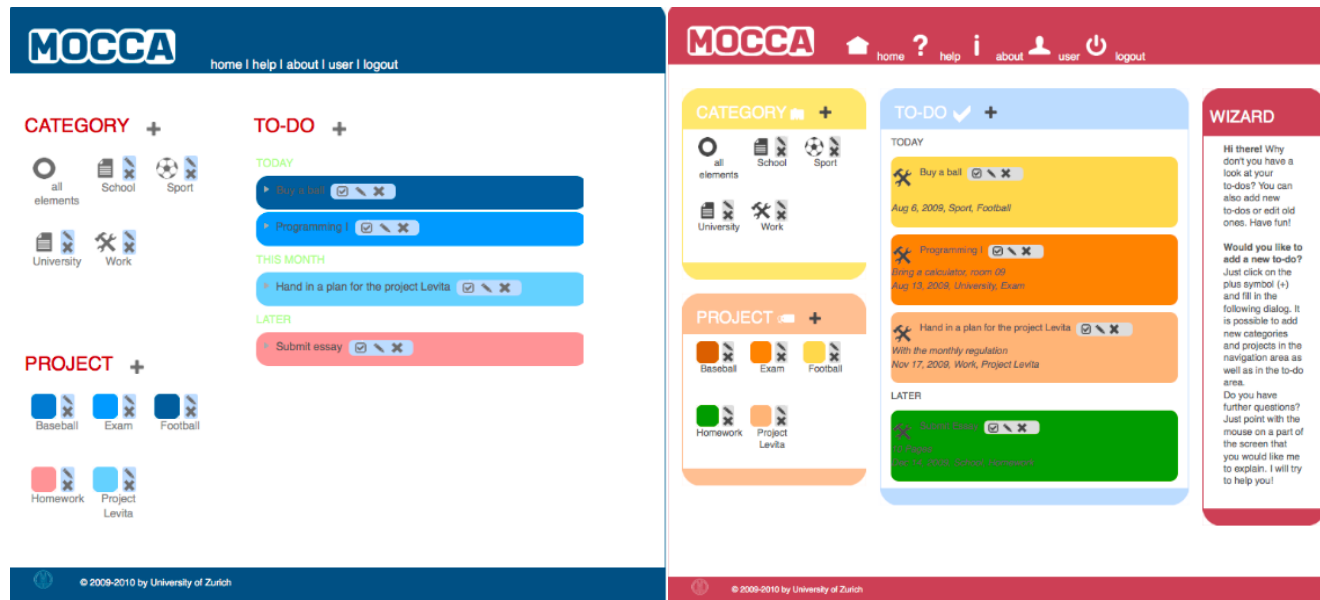 MOCCA
home I help I about I user I logout
CATEGORY
all
elements
School
Sport
University
Work
PROJECT
Baseball
Exam
Football
Homework
Project
Levita
TO-DO
TODAY
Buy a ball
Programming I
THIS MONTH
Hand in a plan for the project Levita
LATER
Submit essay
© 2009-2010 by University of Zurich
MOCCA
home
help
about
user
logout
CATEGORY
all
elements
School
Sport
University
Work
PROJECT
Baseball
Exam
Football
Homework
Project
Levita
TO-DO
TODAY
Buy a ball
Aug 6, 2009, Sport, Football
Programming I
Bring a calculator, room 09
Aug 13, 2009, University, Exam
Hand in a plan for the project Levita
With the monthly regulation
Nov 17, 2009, Work, Project Levita
LATER
WIZARD
Hi there! Why
don't you have a
look at your
to-dos? You can
also add new
to-dos or edit old
ones. Have fun!
Would you like to
add a new to-do?
Just click on the
plus symbol (+)
and fill in the
following dialog. It
is possible to add
new categories
and projects in the
navigation area as
well as in the to-do
area.
Do you have
further questions?
Just point with the
mouse on a part of
the screen that
you would like me
to explain. I will try
to help you!
© 2009-2010 by University of Zurich